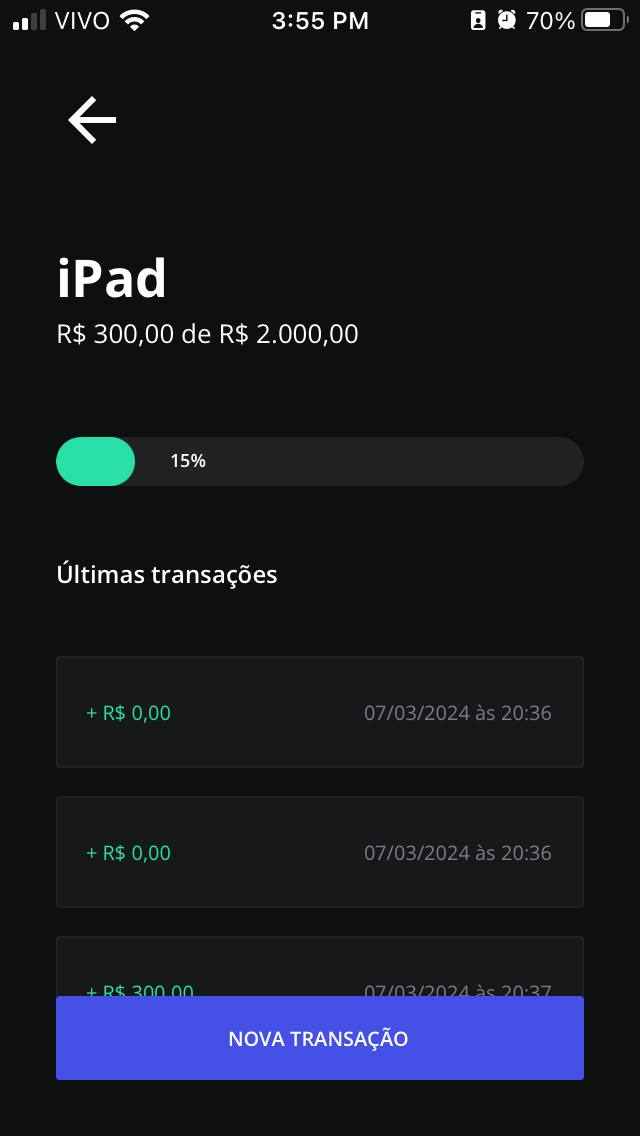 VIVO 3:55 PM 70%
iPad
R$ 300,00 de R$ 2.000,00
15%
Últimas transações
+ R$ 0,00 07/03/2024 às 20:36
+ R$ 0,00 07/03/2024 às 20:36
+ R$ 300,00 07/03/2024 às 20:37
NOVA TRANSAÇÃO